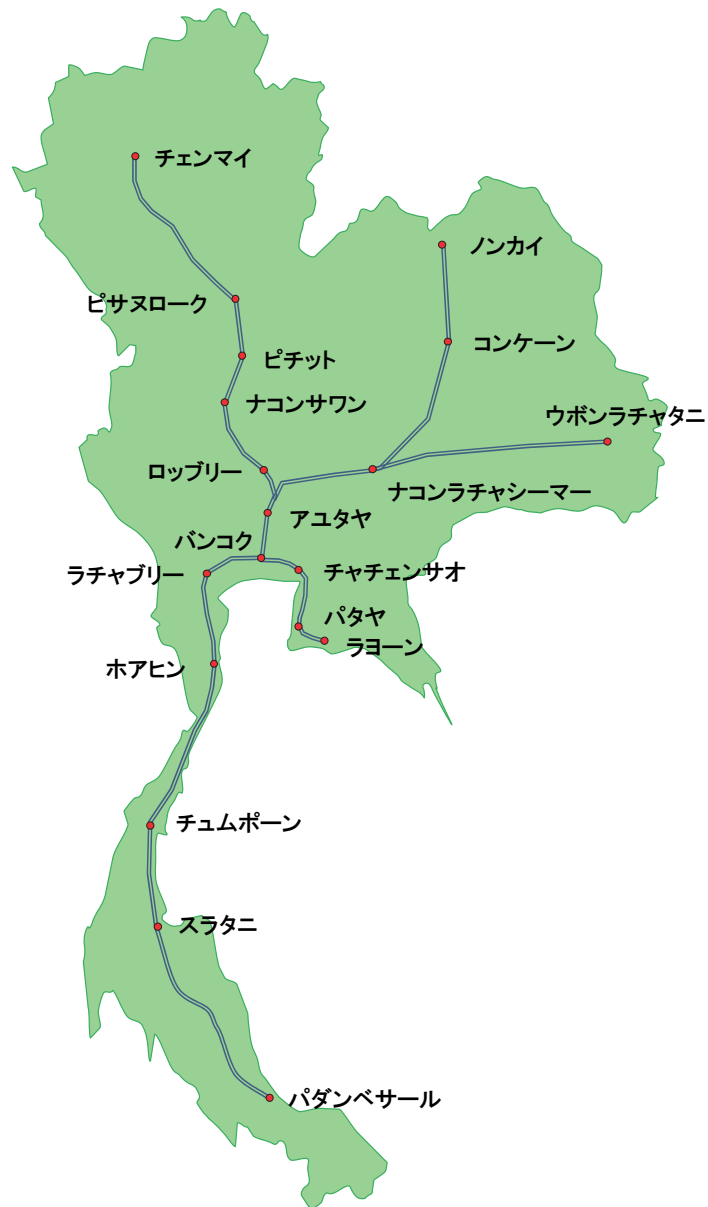 チェンマイ
ノンカイ
ピサヌローク
コンケーン
ピチット
ナコンサワン
ウボンラチャタニ
ロッブリー
ナコンラチャシーマー
アユタヤ
バンコク
ラチャブリー
チャチェンサオ
パタヤ
ラヨーン
ホアヒン
チュムポーン
スラタニ
パダンベサール